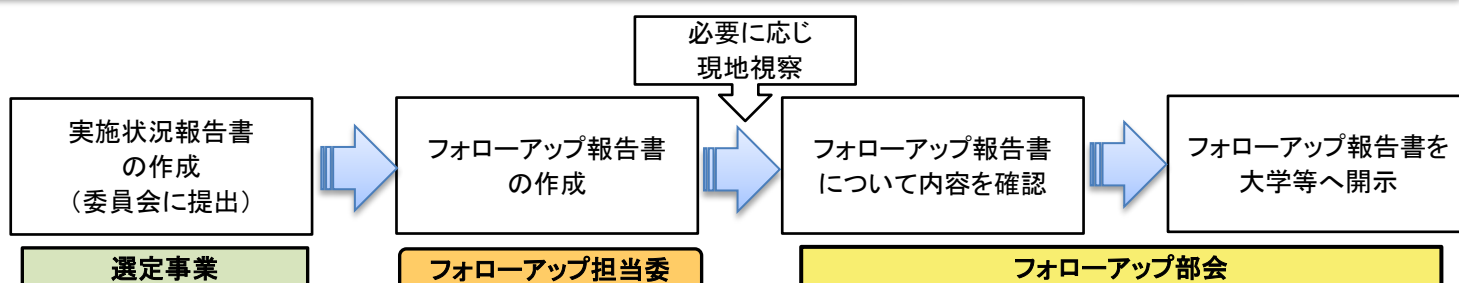 必要に応じ
現地視察
実施状況報告書
の作成
（委員会に提出）
フォローアップ報告書
の作成
フォローアップ報告書
について内容を確認
フォローアップ報告書を
大学等へ開示
選定事業
フォローアップ担当委
フォローアップ部会